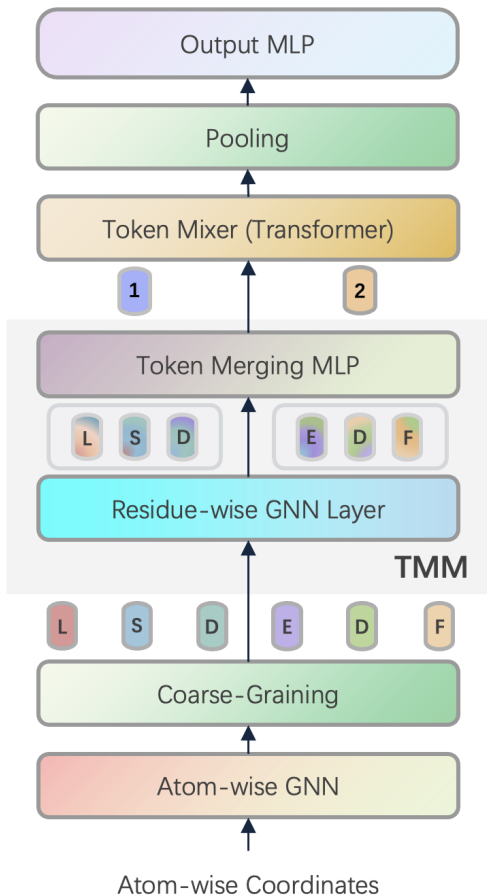 Output MLP
Pooling
Token Mixer (Transformer)
1 2
Token Merging MLP
L S D E D F
Residue-wise GNN Layer
TMM
L S D E D F
Coarse-Graining
Atom-wise GNN
Atom-wise Coordinates